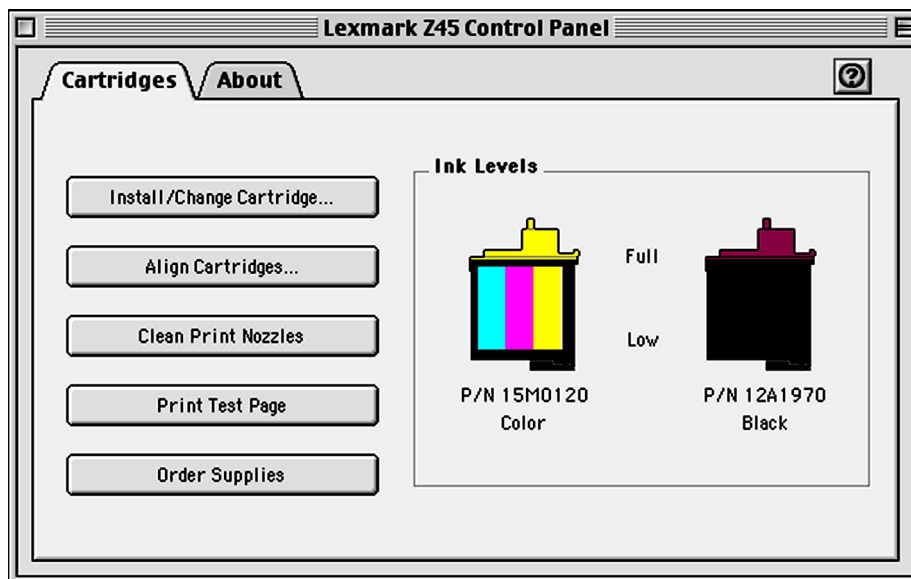 Lexmark Z45 Control Panel
Cartridges
About
?
Install/Change Cartridge...
Align Cartridges...
Clean Print Nozzles
Print Test Page
Order Supplies
Ink Levels
Full
Low
P/N 15M0120
Color
P/N 12A1970
Black